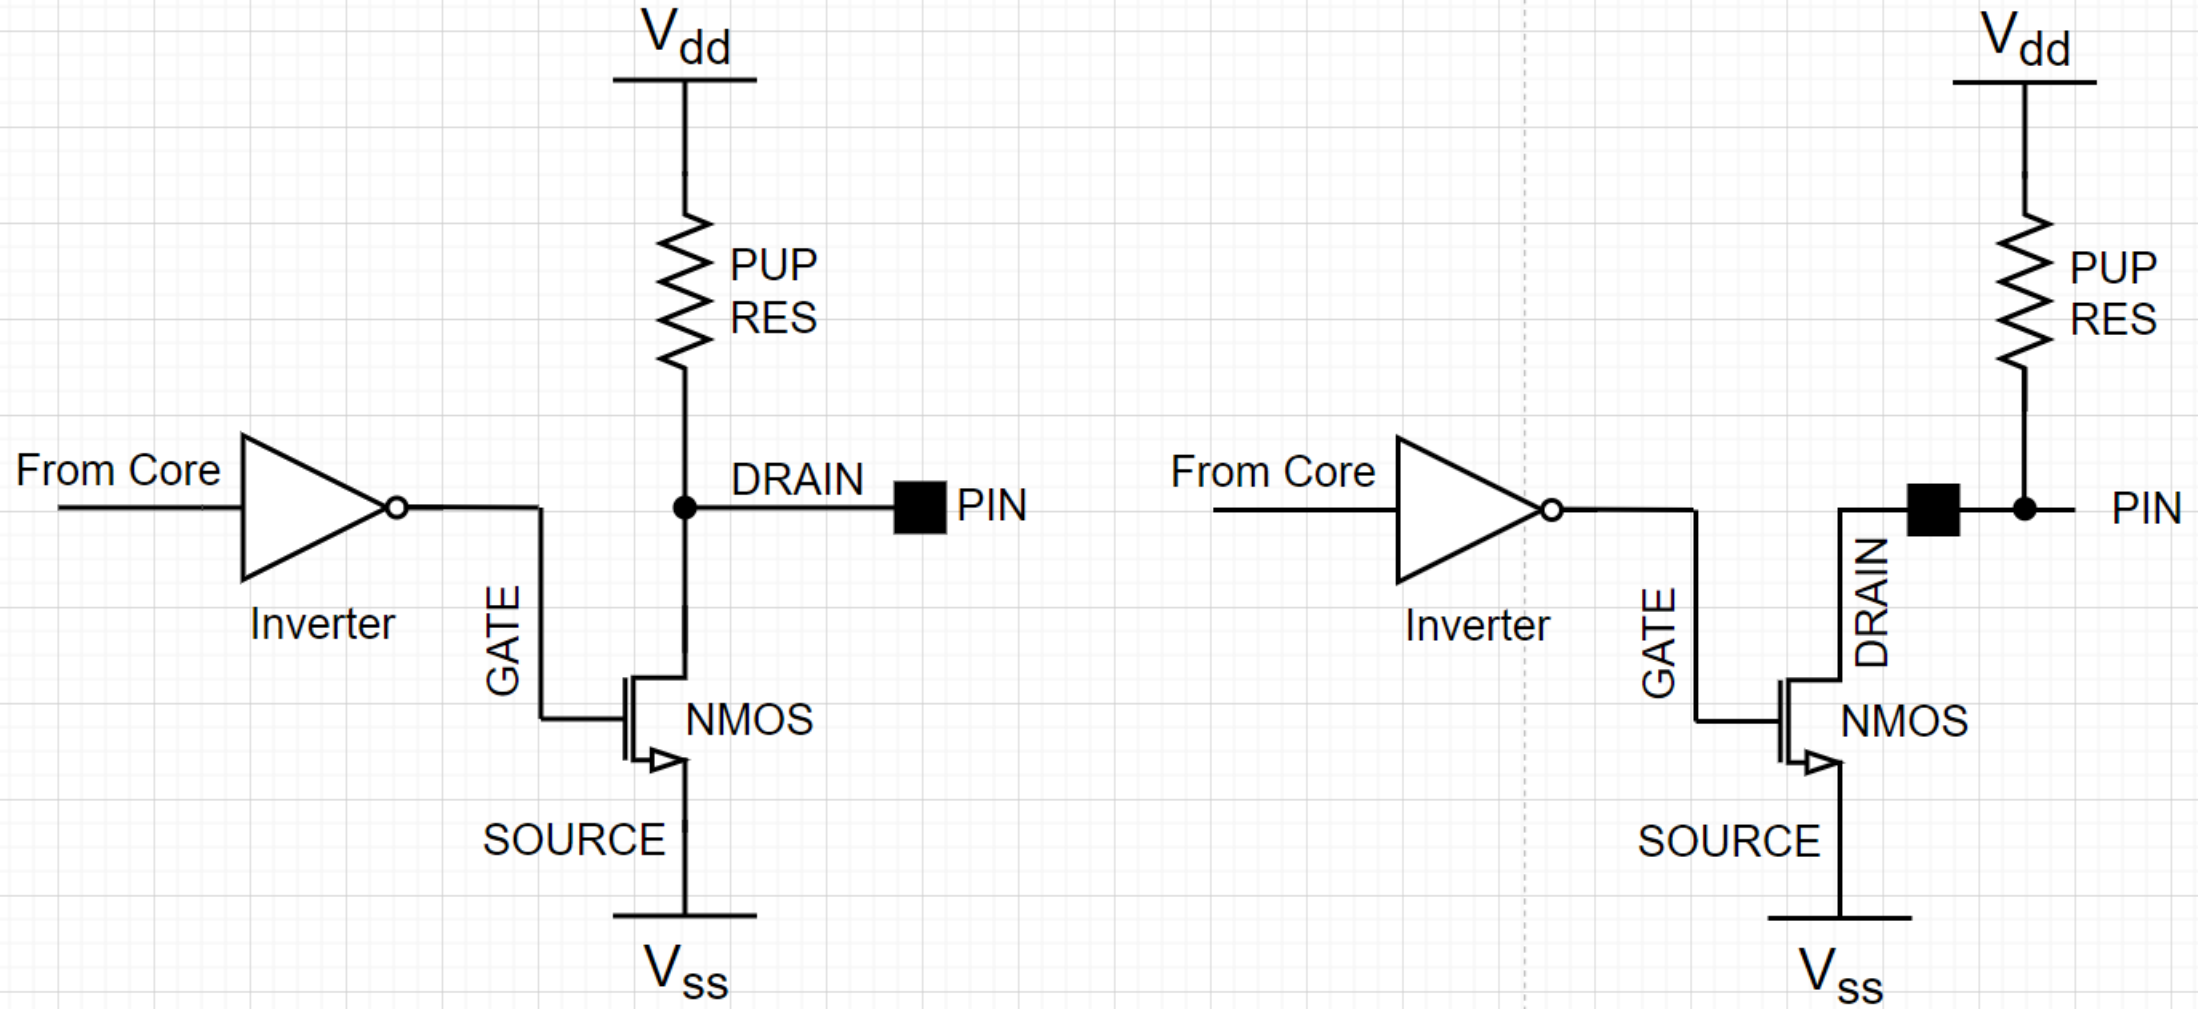 Vdd
PUP
RES
From Core
DRAIN
PIN
Inverter
GATE
NMOS
SOURCE
Vss
Vdd
PUP
RES
From Core
PIN
Inverter
GATE
DRAIN
NMOS
SOURCE
Vss